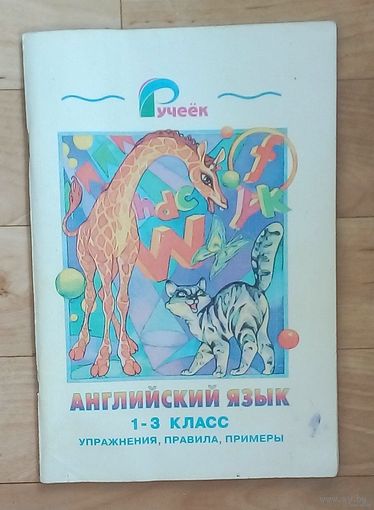 Ручеёк
АНГЛИЙСКИЙ ЯЗЫК
1-3 КЛАСС
УПРАЖНЕНИЯ, ПРАВИЛА, ПРИМЕРЫ